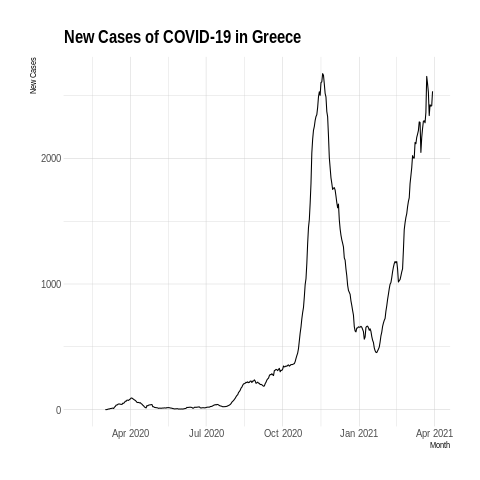 New Cases of COVID-19 in Greece
New Cases
2000
1000
0
Apr 2020 Jul 2020 Oct 2020 Jan 2021 Apr 2021
Month